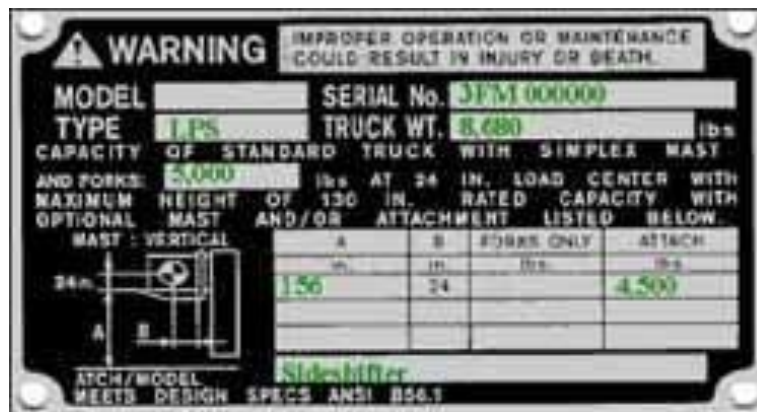 WARNING
IMPROPER OPERATION OR MAINTENANCE
COULD RESULT IN INJURY OR DEATH.
MODEL
SERIAL No. 3FM 000000
TYPE LPS
TRUCK WT. 8,680 lbs
CAPACITY OF STANDARD TRUCK WITH SIMPLEX MAST
AND FORKS: 5,000 lbs AT 24 IN. LOAD CENTER WITH
MAXIMUM HEIGHT OF 130 IN. RATED CAPACITY WITH
OPTIONAL MAST AND/OR ATTACHMENT LISTED BELOW.
MAST : VERTICAL
A B FORKS ONLY ATTACH
in. in. lbs. lbs.
156 24 4,500
24in.
A B
Sideshifter
ATCH/MODEL
MEETS DESIGN SPECS ANSI B56.1